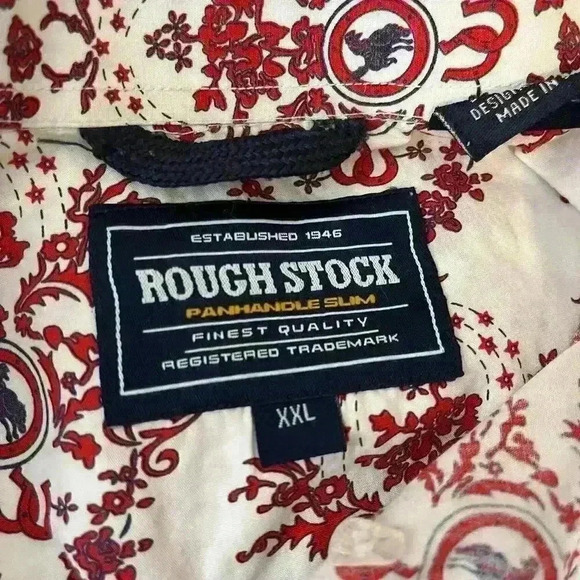 DESIGN
MADE IN
ESTABLISHED 1946
ROUGH STOCK
PANHANDLE SLIM
FINEST QUALITY
REGISTERED TRADEMARK
XXL